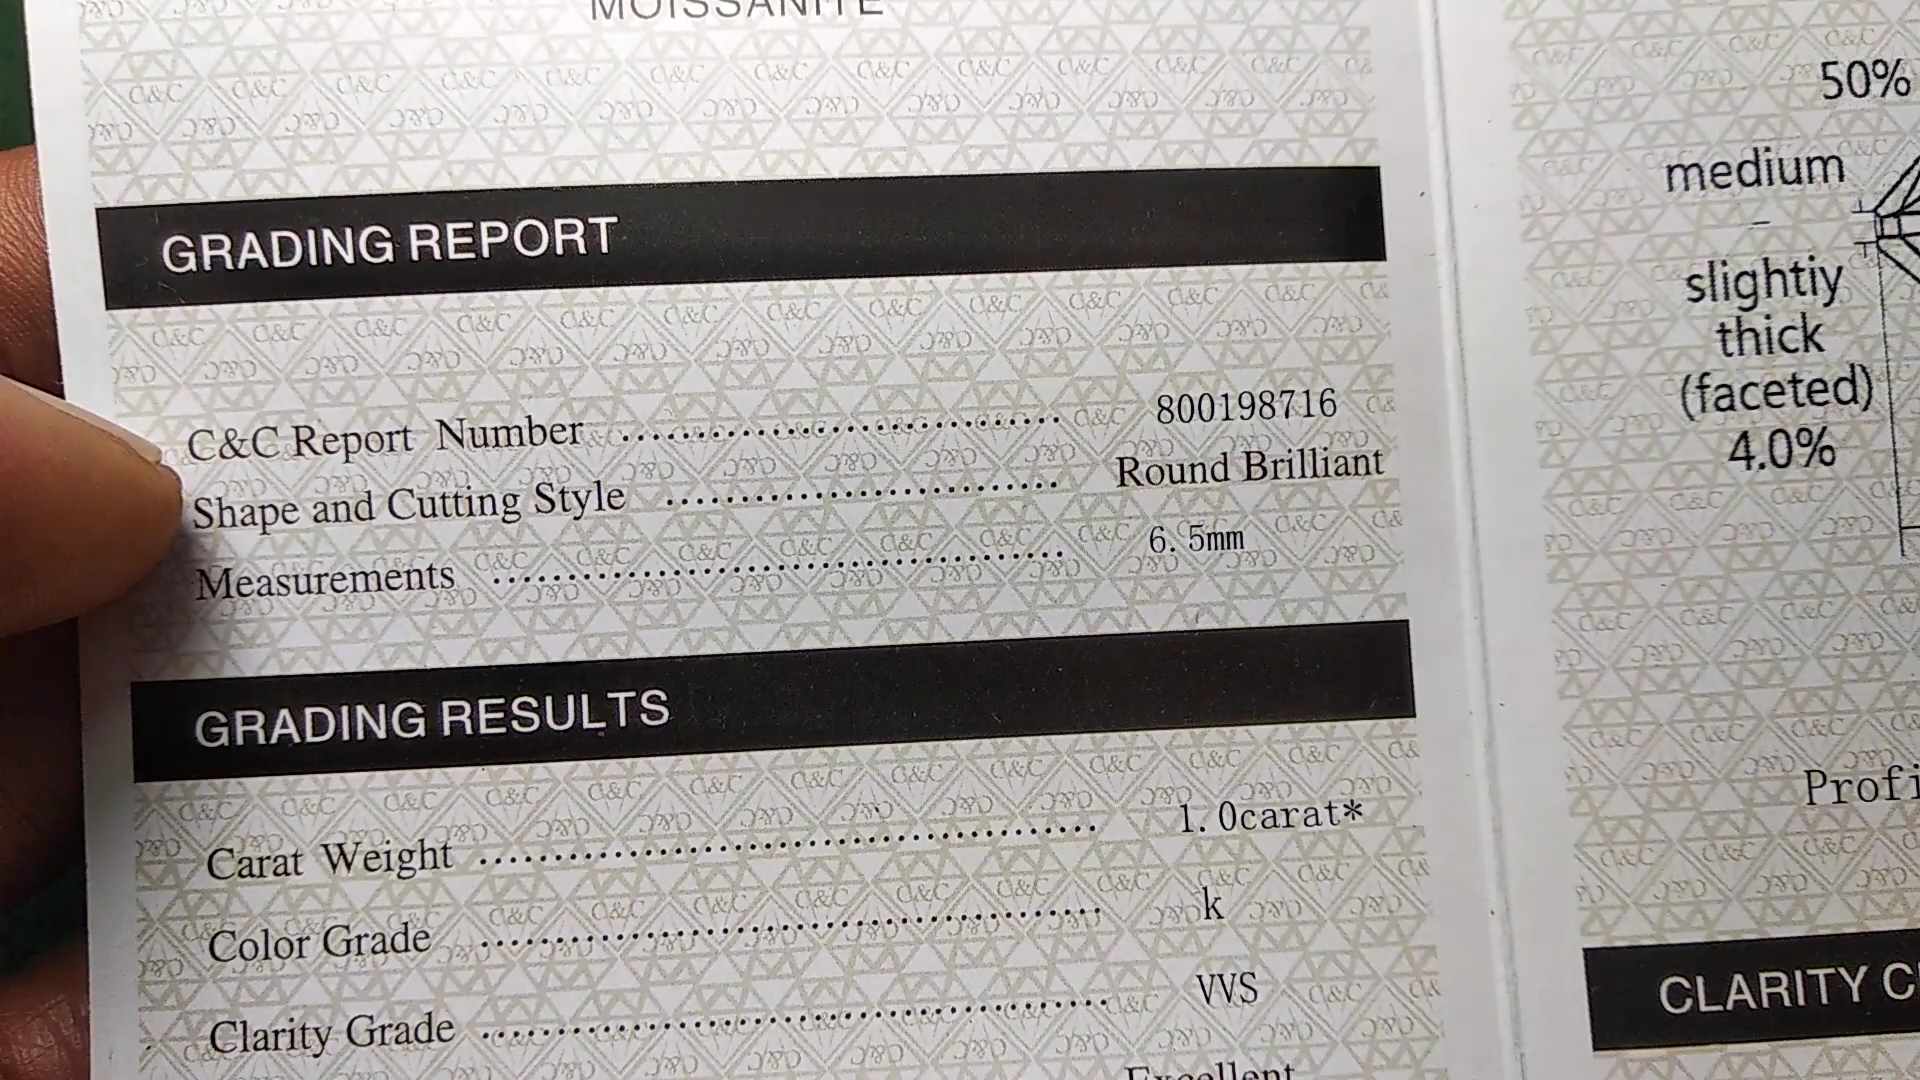 MOISSANITE
GRADING REPORT
C&C Report Number 800198716
Shape and Cutting Style Round Brilliant
Measurements 6.5mm
GRADING RESULTS
Carat Weight 1.0carat*
Color Grade k
Clarity Grade VVS
Excellent
50%
medium
-
slightiy
thick
(faceted)
4.0%
Profi
CLARITY C